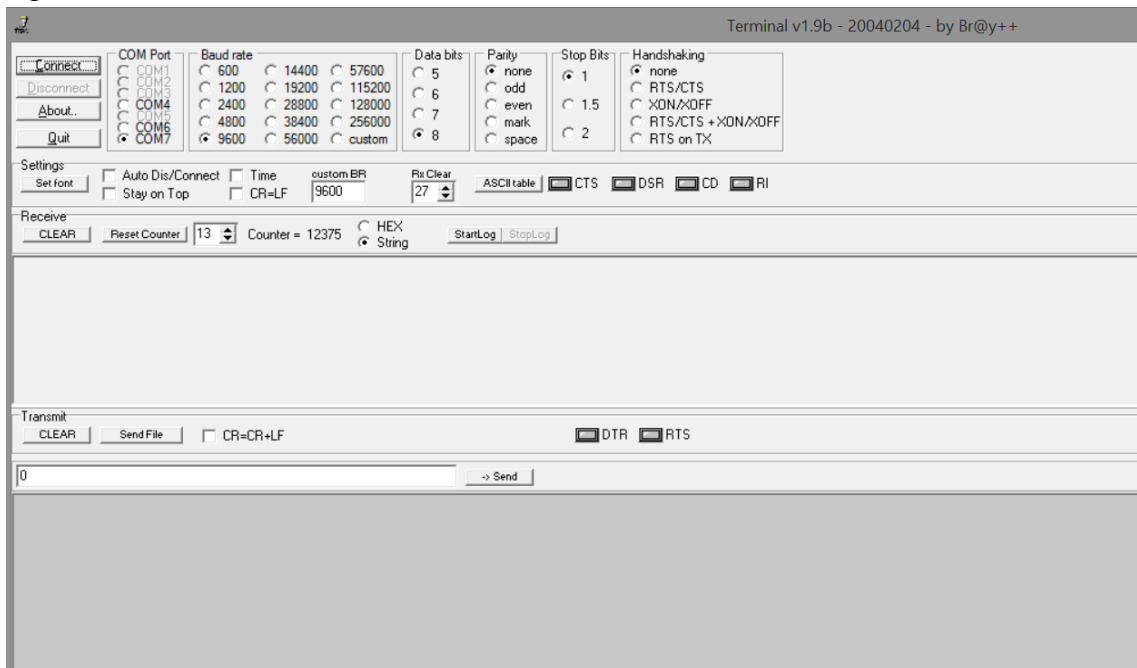 Terminal v1.9b - 20040204 - by Br@y++
Connect
Disconnect
About..
Quit
COM Port
COM1
COM2
COM3
COM4
COM5
COM6
COM7
Baud rate
600 14400 57600
1200 19200 115200
2400 28800 128000
4800 38400 256000
9600 56000 custom
Data bits
5
6
7
8
Parity
none
odd
even
mark
space
Stop Bits
1
1.5
2
Handshaking
none
RTS/CTS
XON/XOFF
RTS/CTS + XON/XOFF
RTS on TX
Settings
Set font
Auto Dis/Connect Time
Stay on Top CR=LF
custom BR
9600
Rx Clear
27
ASCII table CTS DSR CD RI
Receive
CLEAR Reset Counter 13 Counter = 12375
HEX
String
StartLog StopLog
Transmit
CLEAR Send File CR=CR+LF DTR RTS
0 -> Send